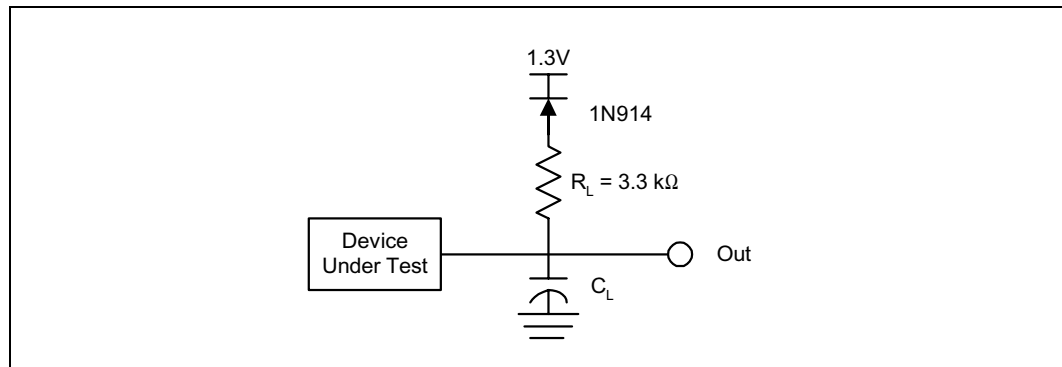 1.3V
1N914
R_L = 3.3 kΩ
Device
Under Test
Out
C_L